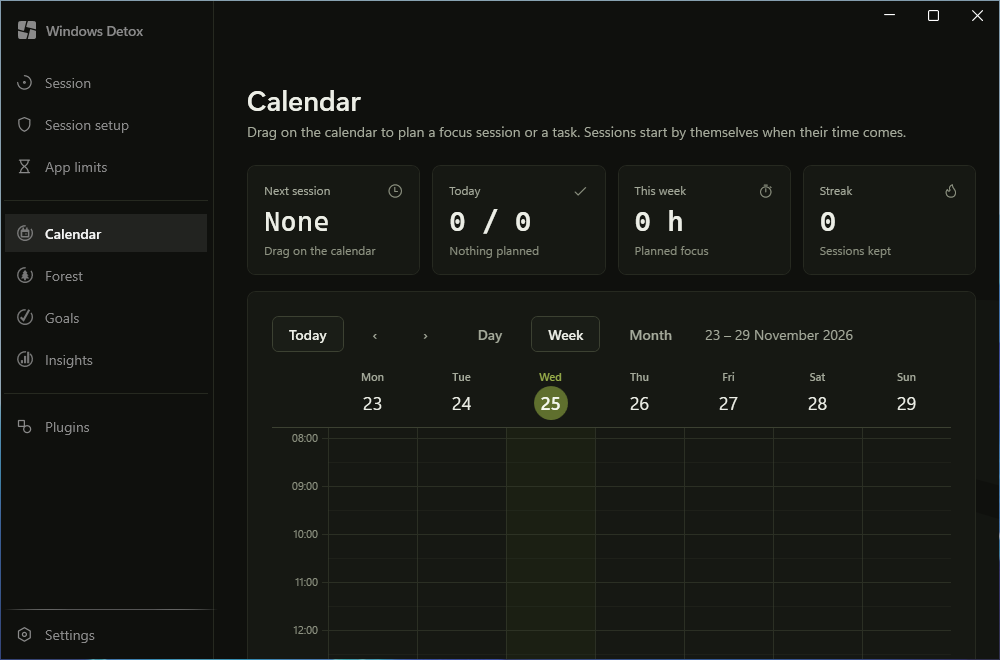 Windows Detox
Session
Session setup
App limits
Calendar
Forest
Goals
Insights
Plugins
Settings
Calendar
Drag on the calendar to plan a focus session or a task. Sessions start by themselves when their time comes.
Next session
None
Drag on the calendar
Today
0 / 0
Nothing planned
This week
0 h
Planned focus
Streak
0
Sessions kept
Today ‹ › Day Week Month 23 – 29 November 2026
Mon Tue Wed Thu Fri Sat Sun
23 24 25 26 27 28 29
08:00
09:00
10:00
11:00
12:00